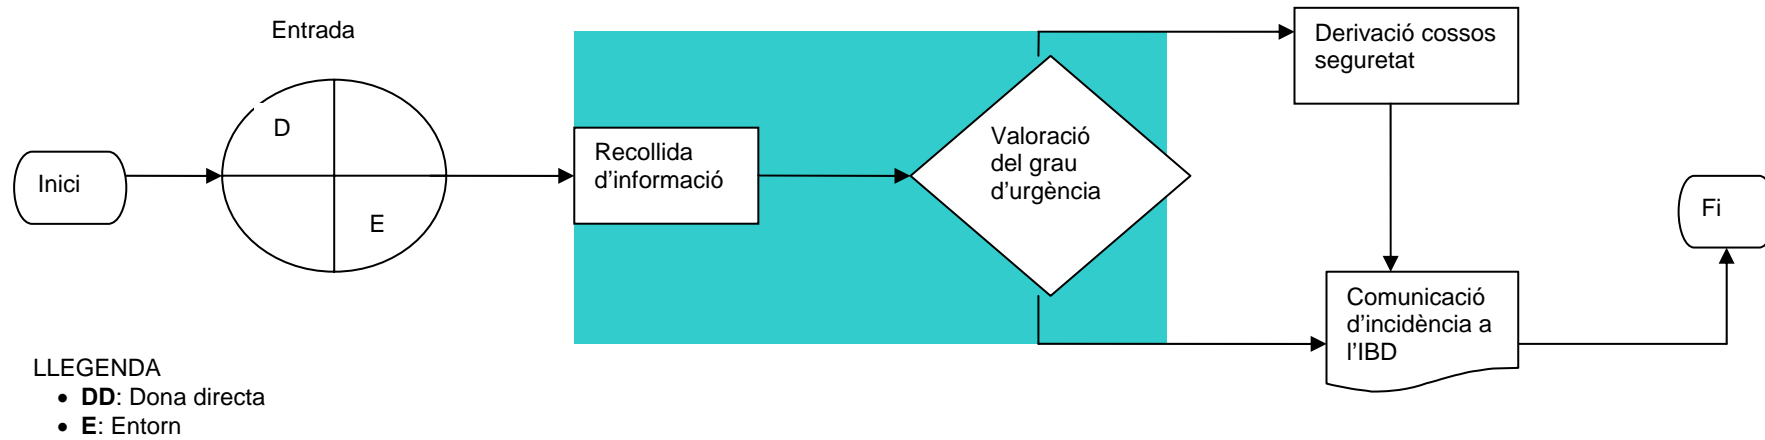 Entrada
Inici
D
E
Recollida
d’informació
Valoració
del grau
d’urgència
Derivació cossos
seguretat
Comunicació
d’incidència a
l’IBD
Fi
LLEGENDA
• DD: Dona directa
• E: Entorn